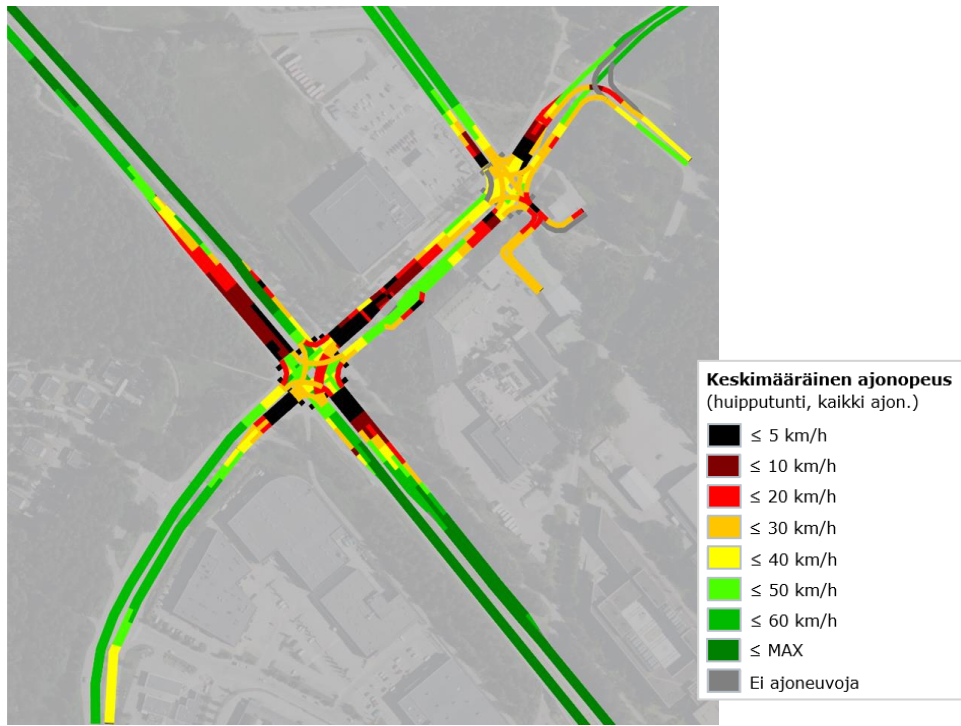 Keskimääräinen ajonopeus
(huipputunti, kaikki ajon.)
≤ 5 km/h
≤ 10 km/h
≤ 20 km/h
≤ 30 km/h
≤ 40 km/h
≤ 50 km/h
≤ 60 km/h
≤ MAX
Ei ajoneuvoja